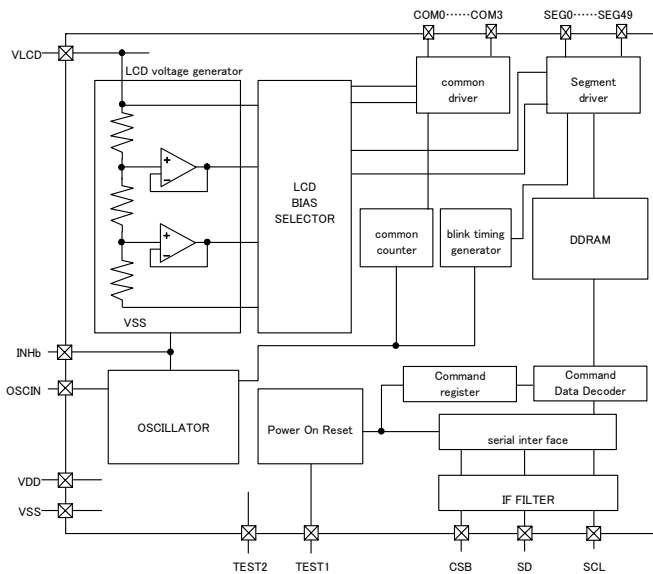 COM0……COM3 SEG0……SEG49
VLCD
LCD voltage generator
common
driver
Segment
driver
+
−
LCD
BIAS
SELECTOR
+
−
common
counter
blink timing
generator
DDRAM
VSS
INHb
OSCIN
OSCILLATOR
Power On Reset
Command
register
Command
Data Decoder
serial inter face
VDD
VSS
IF FILTER
TEST2 TEST1 CSB SD SCL